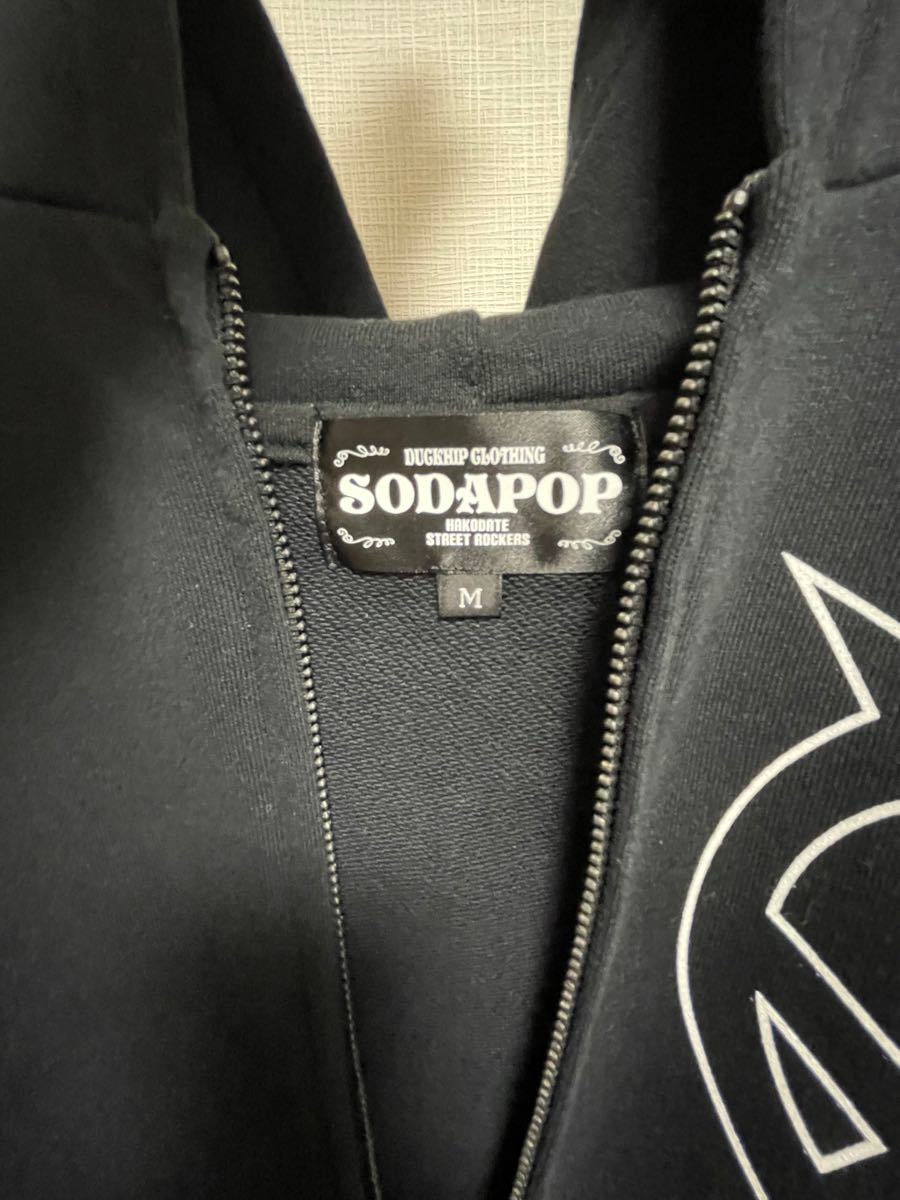 DUCKHIP CLOTHING
SODAPOP
HAKODATE
STREET ROCKERS
M